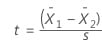 t = (X̄₁ − X̄₂) / s